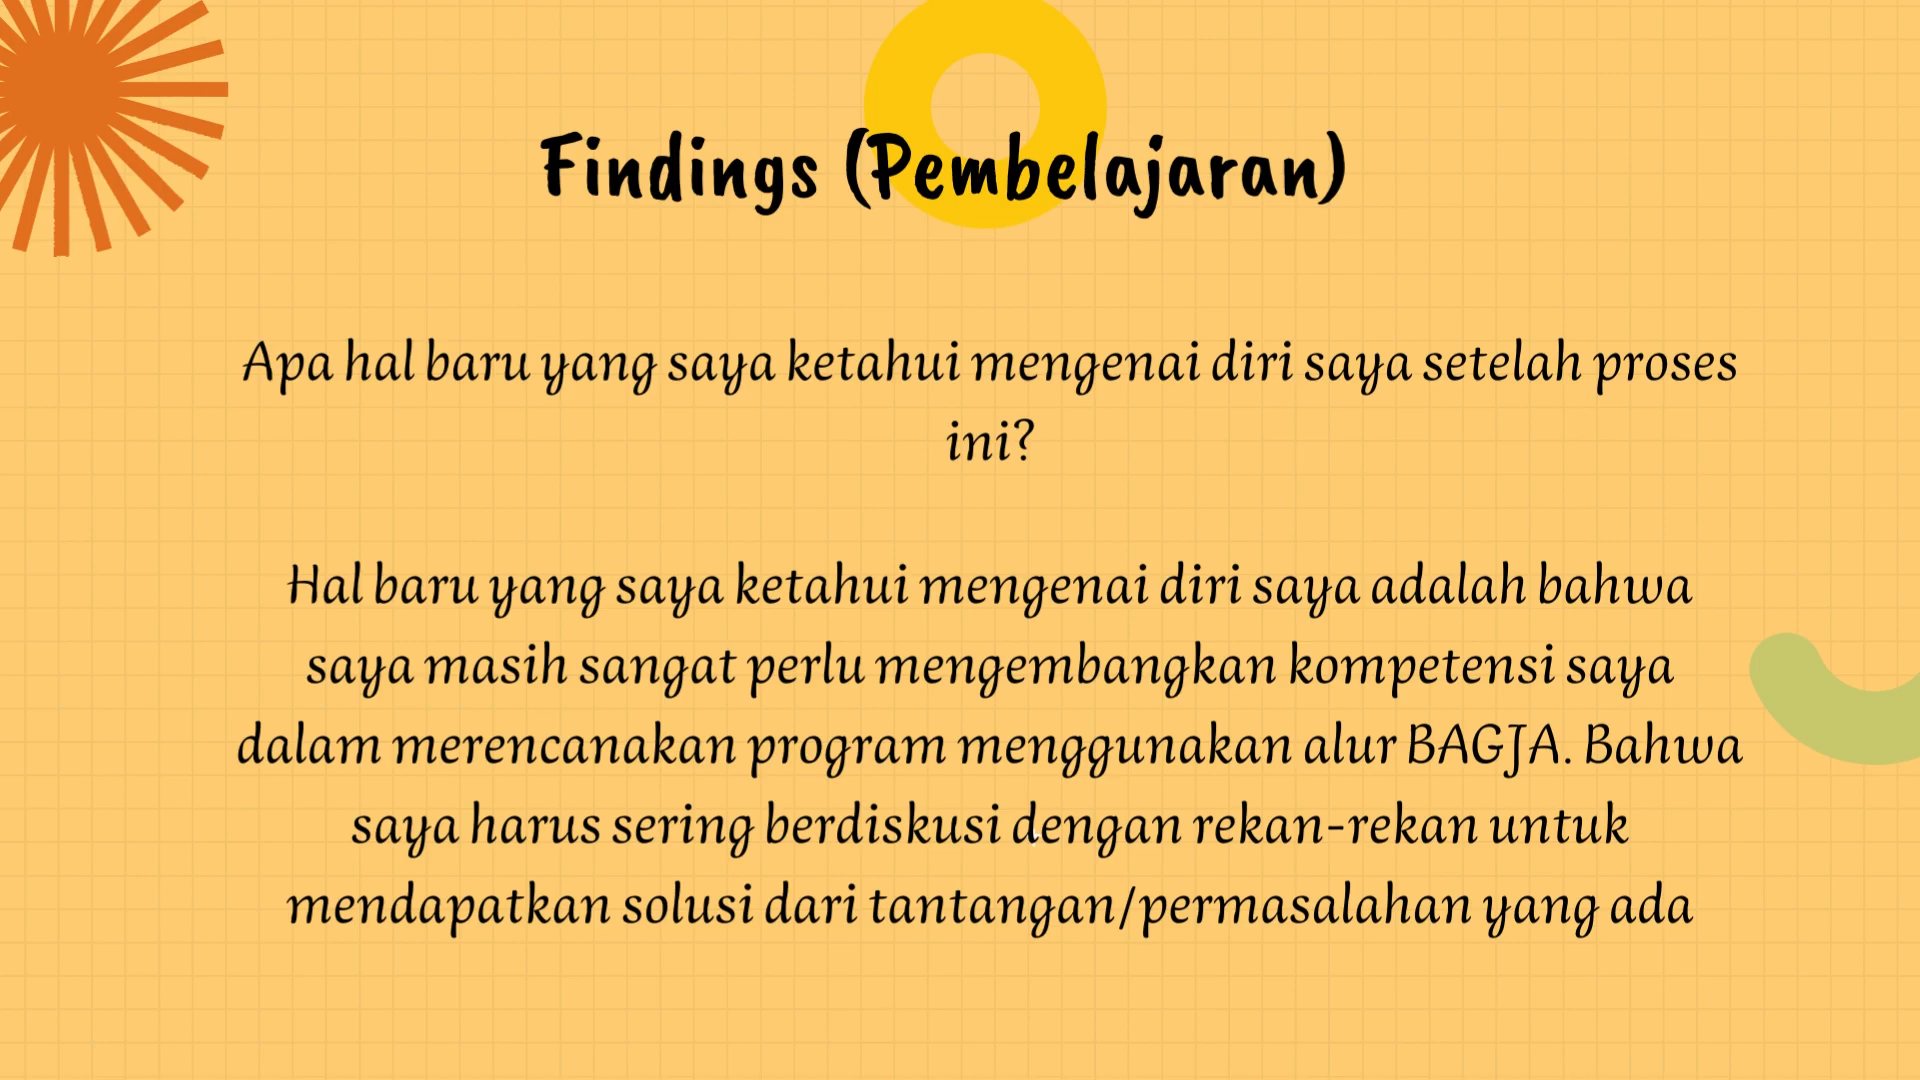 Findings (Pembelajaran)
Apa hal baru yang saya ketahui mengenai diri saya setelah proses
ini?
Hal baru yang saya ketahui mengenai diri saya adalah bahwa
saya masih sangat perlu mengembangkan kompetensi saya
dalam merencanakan program menggunakan alur BAGJA. Bahwa
saya harus sering berdiskusi dengan rekan-rekan untuk
mendapatkan solusi dari tantangan/permasalahan yang ada